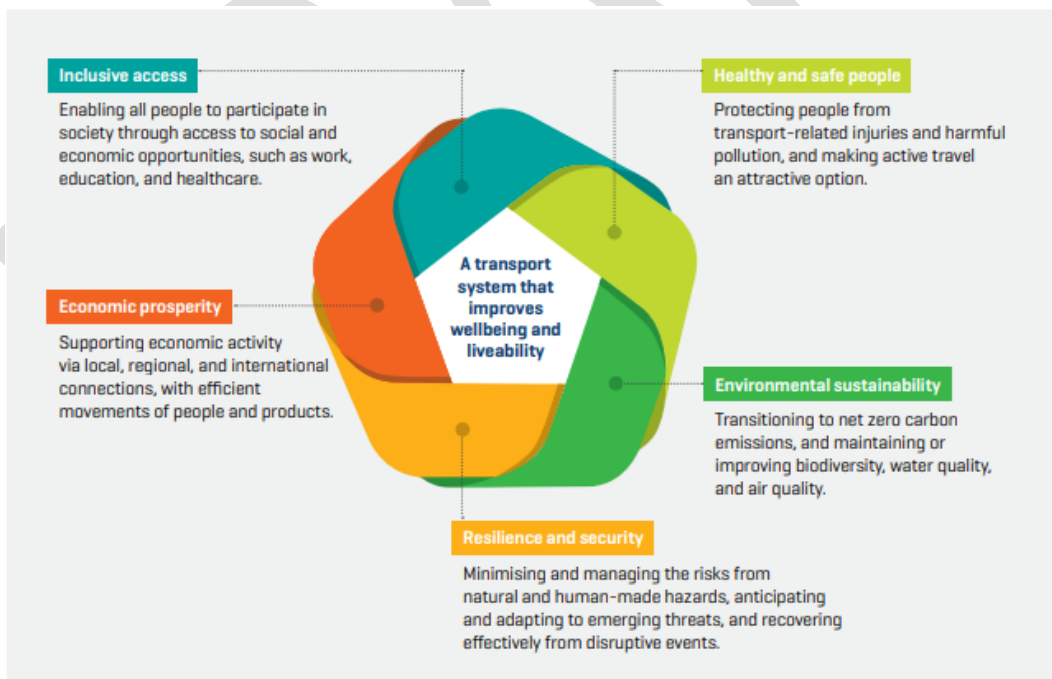 Inclusive access
Enabling all people to participate in
society through access to social and
economic opportunities, such as work,
education, and healthcare.
Healthy and safe people
Protecting people from
transport-related injuries and harmful
pollution, and making active travel
an attractive option.
A transport
system that
improves
wellbeing and
liveability
Economic prosperity
Supporting economic activity
via local, regional, and international
connections, with efficient
movements of people and products.
Environmental sustainability
Transitioning to net zero carbon
emissions, and maintaining or
improving biodiversity, water quality,
and air quality.
Resilience and security
Minimising and managing the risks from
natural and human-made hazards, anticipating
and adapting to emerging threats, and recovering
effectively from disruptive events.